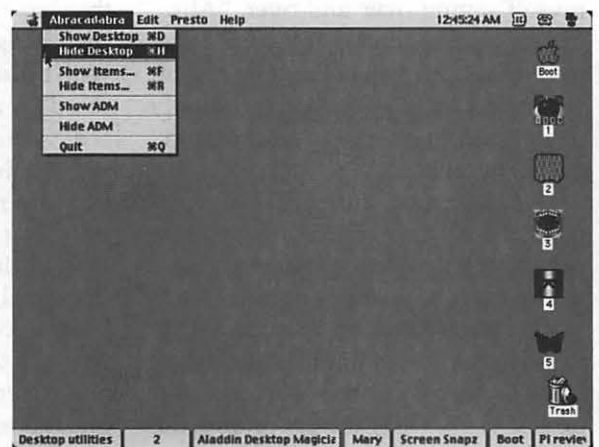 Abracadabra Edit Presto Help 12:45:24 AM
Show Desktop ⌘D
Hide Desktop ⌘H
Show Items... ⌘F
Hide Items... ⌘R
Show ADM
Hide ADM
Quit ⌘Q
Boot
1
2
3
4
5
Trash
Desktop utilities 2 Aladdin Desktop Magicia Mary Screen Snapz Boot PI review